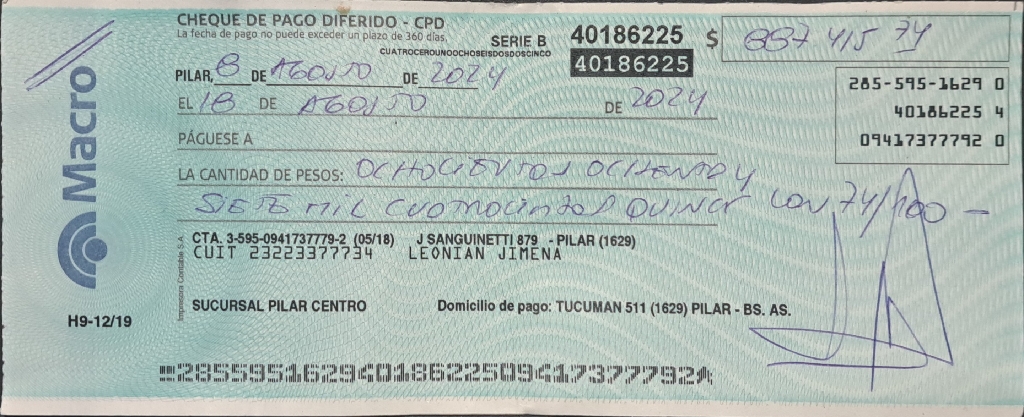 CHEQUE DE PAGO DIFERIDO - CPD
La fecha de pago no puede exceder un plazo de 360 días.
CUATROCEROUNOOCHOSEISDOSDOSCINCO
SERIE B 40186225 $ 887 415 74
40186225
PILAR, 8 DE AGOSTO DE 2024
EL 18 DE AGOSTO DE 2024
285-595-1629 0
40186225 4
09417377792 0
PÁGUESE A
LA CANTIDAD DE PESOS: OCHOCIENTOS OCHENTA Y
SIETE MIL CUATROCIENTOS QUINCE CON 74/100 -
CTA. 3-595-0941737779-2 (05/18) J SANGUINETTI 879 - PILAR (1629)
CUIT 23223377734 LEONIAN JIMENA
SUCURSAL PILAR CENTRO Domicilio de pago: TUCUMAN 511 (1629) PILAR - BS. AS.
Macro
H9-12/19
Impresora Contable S.A.
28559516294018622509417377792